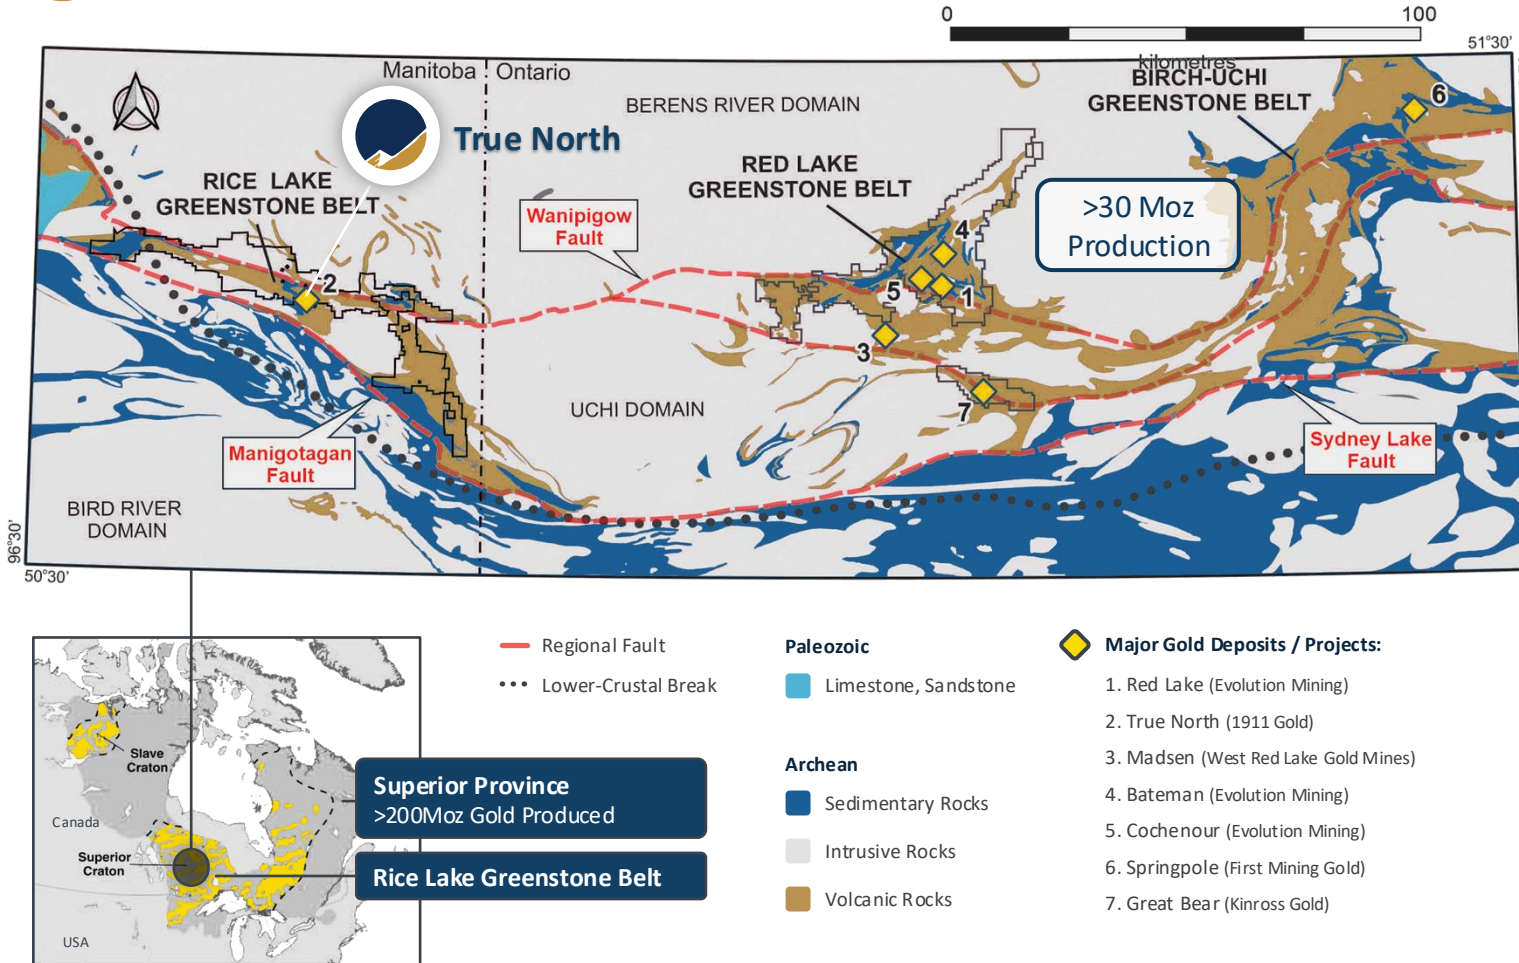 0 100
kilometres
51°30'
Manitoba Ontario
BERENS RIVER DOMAIN
BIRCH-UCHI
GREENSTONE BELT
6
True North
RED LAKE
GREENSTONE BELT
RICE LAKE
GREENSTONE BELT
Wanipigow
Fault
>30 Moz
Production
4
2
5
1
3
7
UCHI DOMAIN
Manigotagan
Fault
Sydney Lake
Fault
BIRD RIVER
DOMAIN
96°30'
50°30'
Regional Fault
Lower-Crustal Break
Paleozoic
Limestone, Sandstone
Archean
Sedimentary Rocks
Intrusive Rocks
Volcanic Rocks
Major Gold Deposits / Projects:
1. Red Lake (Evolution Mining)
2. True North (1911 Gold)
3. Madsen (West Red Lake Gold Mines)
4. Bateman (Evolution Mining)
5. Cochenour (Evolution Mining)
6. Springpole (First Mining Gold)
7. Great Bear (Kinross Gold)
Slave
Craton
Canada
Superior
Craton
USA
Superior Province
>200Moz Gold Produced
Rice Lake Greenstone Belt